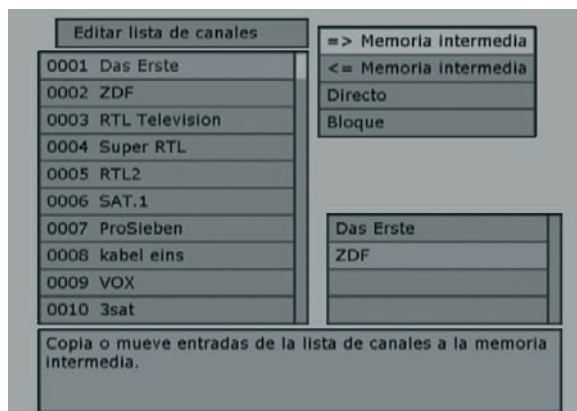 Editar lista de canales
0001 Das Erste
0002 ZDF
0003 RTL Television
0004 Super RTL
0005 RTL2
0006 SAT.1
0007 ProSieben
0008 kabel eins
0009 VOX
0010 3sat
=> Memoria intermedia
<= Memoria intermedia
Directo
Bloque
Das Erste
ZDF
Copia o mueve entradas de la lista de canales a la memoria
intermedia.